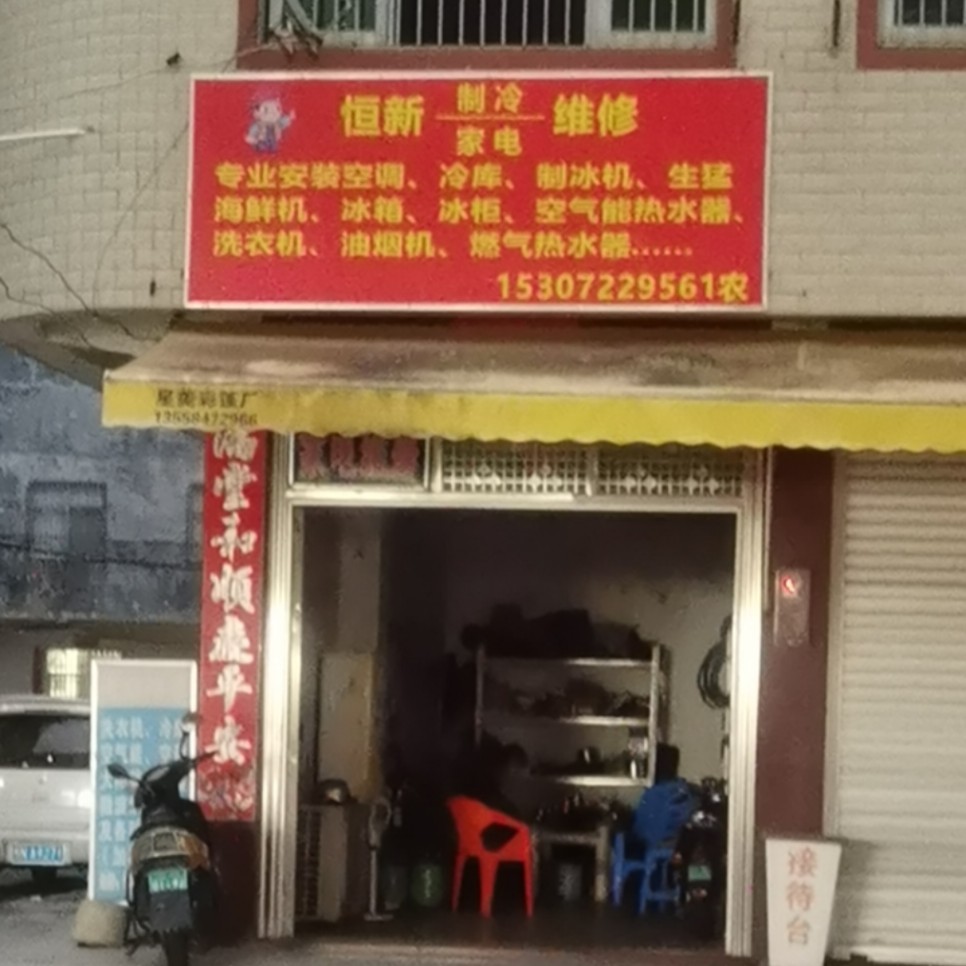 恒新 制冷 维修
家电
专业安装空调、冷库、制冰机、生猛
海鲜机、冰箱、冰柜、空气能热水器、
洗衣机、油烟机、燃气热水器……
15307229561农
满堂和顺蔗平安
接待台